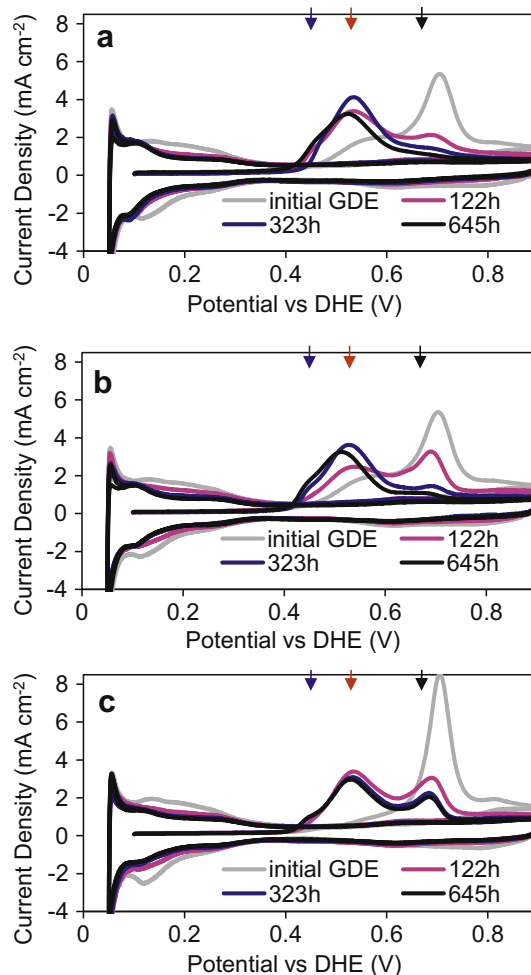 a
Current Density (mA cm-2)
8
6
4
2
0
-2
-4
initial GDE 122h
323h 645h
0 0.2 0.4 0.6 0.8
Potential vs DHE (V)
b
Current Density (mA cm-2)
8
6
4
2
0
-2
-4
initial GDE 122h
323h 645h
0 0.2 0.4 0.6 0.8
Potential vs DHE (V)
c
Current Density (mA cm-2)
8
6
4
2
0
-2
-4
initial GDE 122h
323h 645h
0 0.2 0.4 0.6 0.8
Potential vs DHE (V)